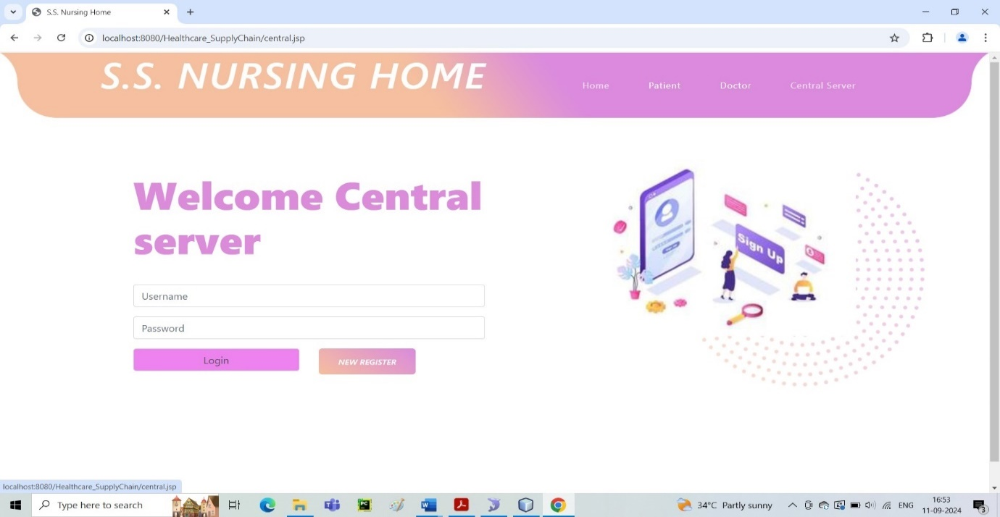 S.S. Nursing Home
localhost:8080/Healthcare_SupplyChain/central.jsp
S.S. NURSING HOME
Home Patient Doctor Central Server
Welcome Central
server
Sign Up
Username
Password
Login NEW REGISTER
localhost:8080/Healthcare_SupplyChain/central.jsp
Type here to search 34°C Partly sunny ENG 16:53
11-09-2024 3